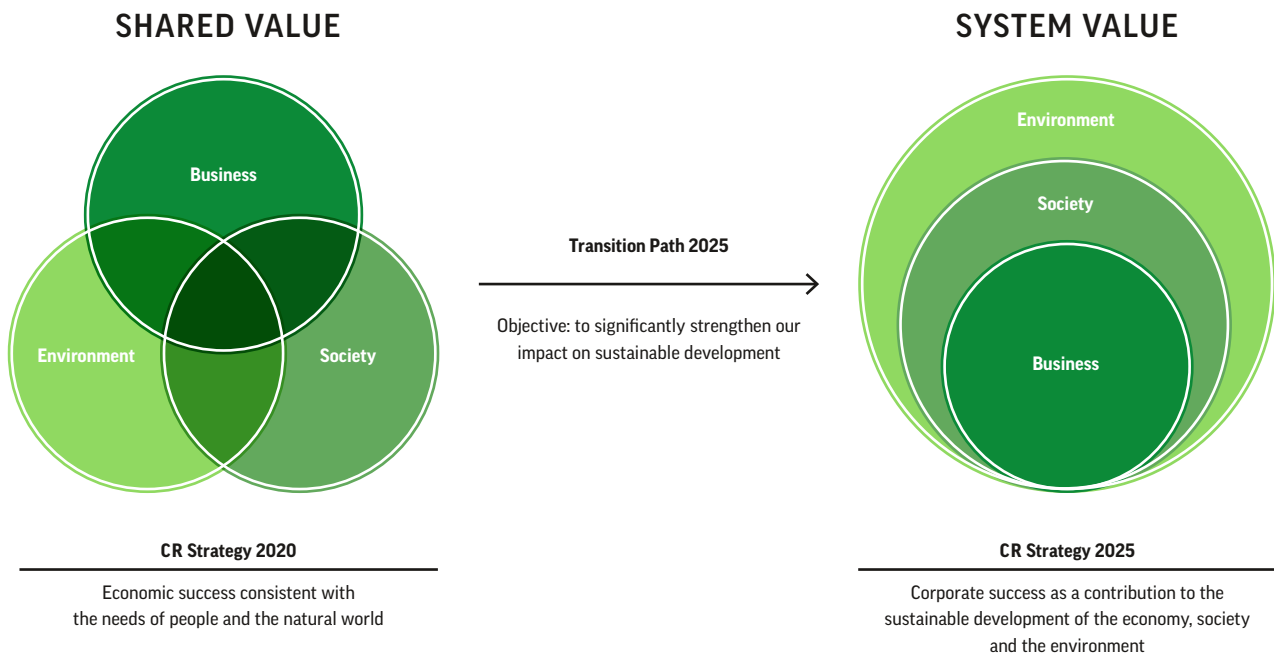 SHARED VALUE
Business
Environment
Society
CR Strategy 2020
Economic success consistent with
the needs of people and the natural world
Transition Path 2025
Objective: to significantly strengthen our
impact on sustainable development
SYSTEM VALUE
Environment
Society
Business
CR Strategy 2025
Corporate success as a contribution to the
sustainable development of the economy, society
and the environment